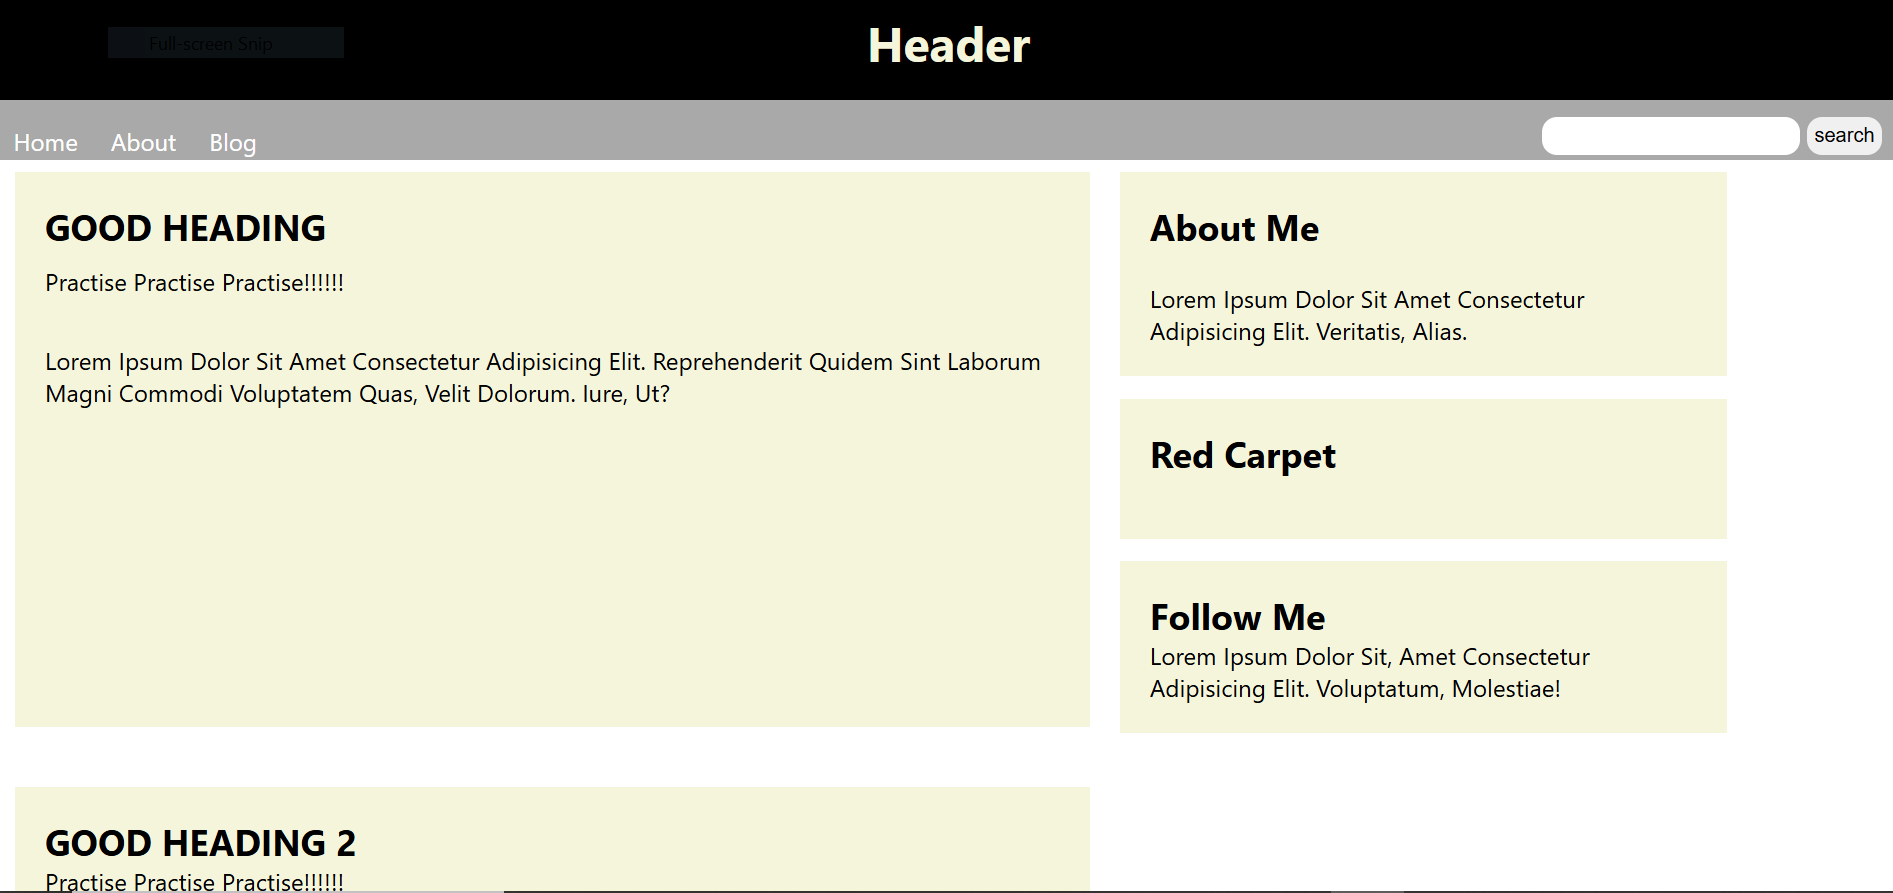 Full-screen Snip
Header
Home About Blog
search
GOOD HEADING
Practise Practise Practise!!!!!!
Lorem Ipsum Dolor Sit Amet Consectetur Adipisicing Elit. Reprehenderit Quidem Sint Laborum
Magni Commodi Voluptatem Quas, Velit Dolorum. Iure, Ut?
GOOD HEADING 2
Practise Practise Practise!!!!!!
About Me
Lorem Ipsum Dolor Sit Amet Consectetur
Adipisicing Elit. Veritatis, Alias.
Red Carpet
Follow Me
Lorem Ipsum Dolor Sit, Amet Consectetur
Adipisicing Elit. Voluptatum, Molestiae!